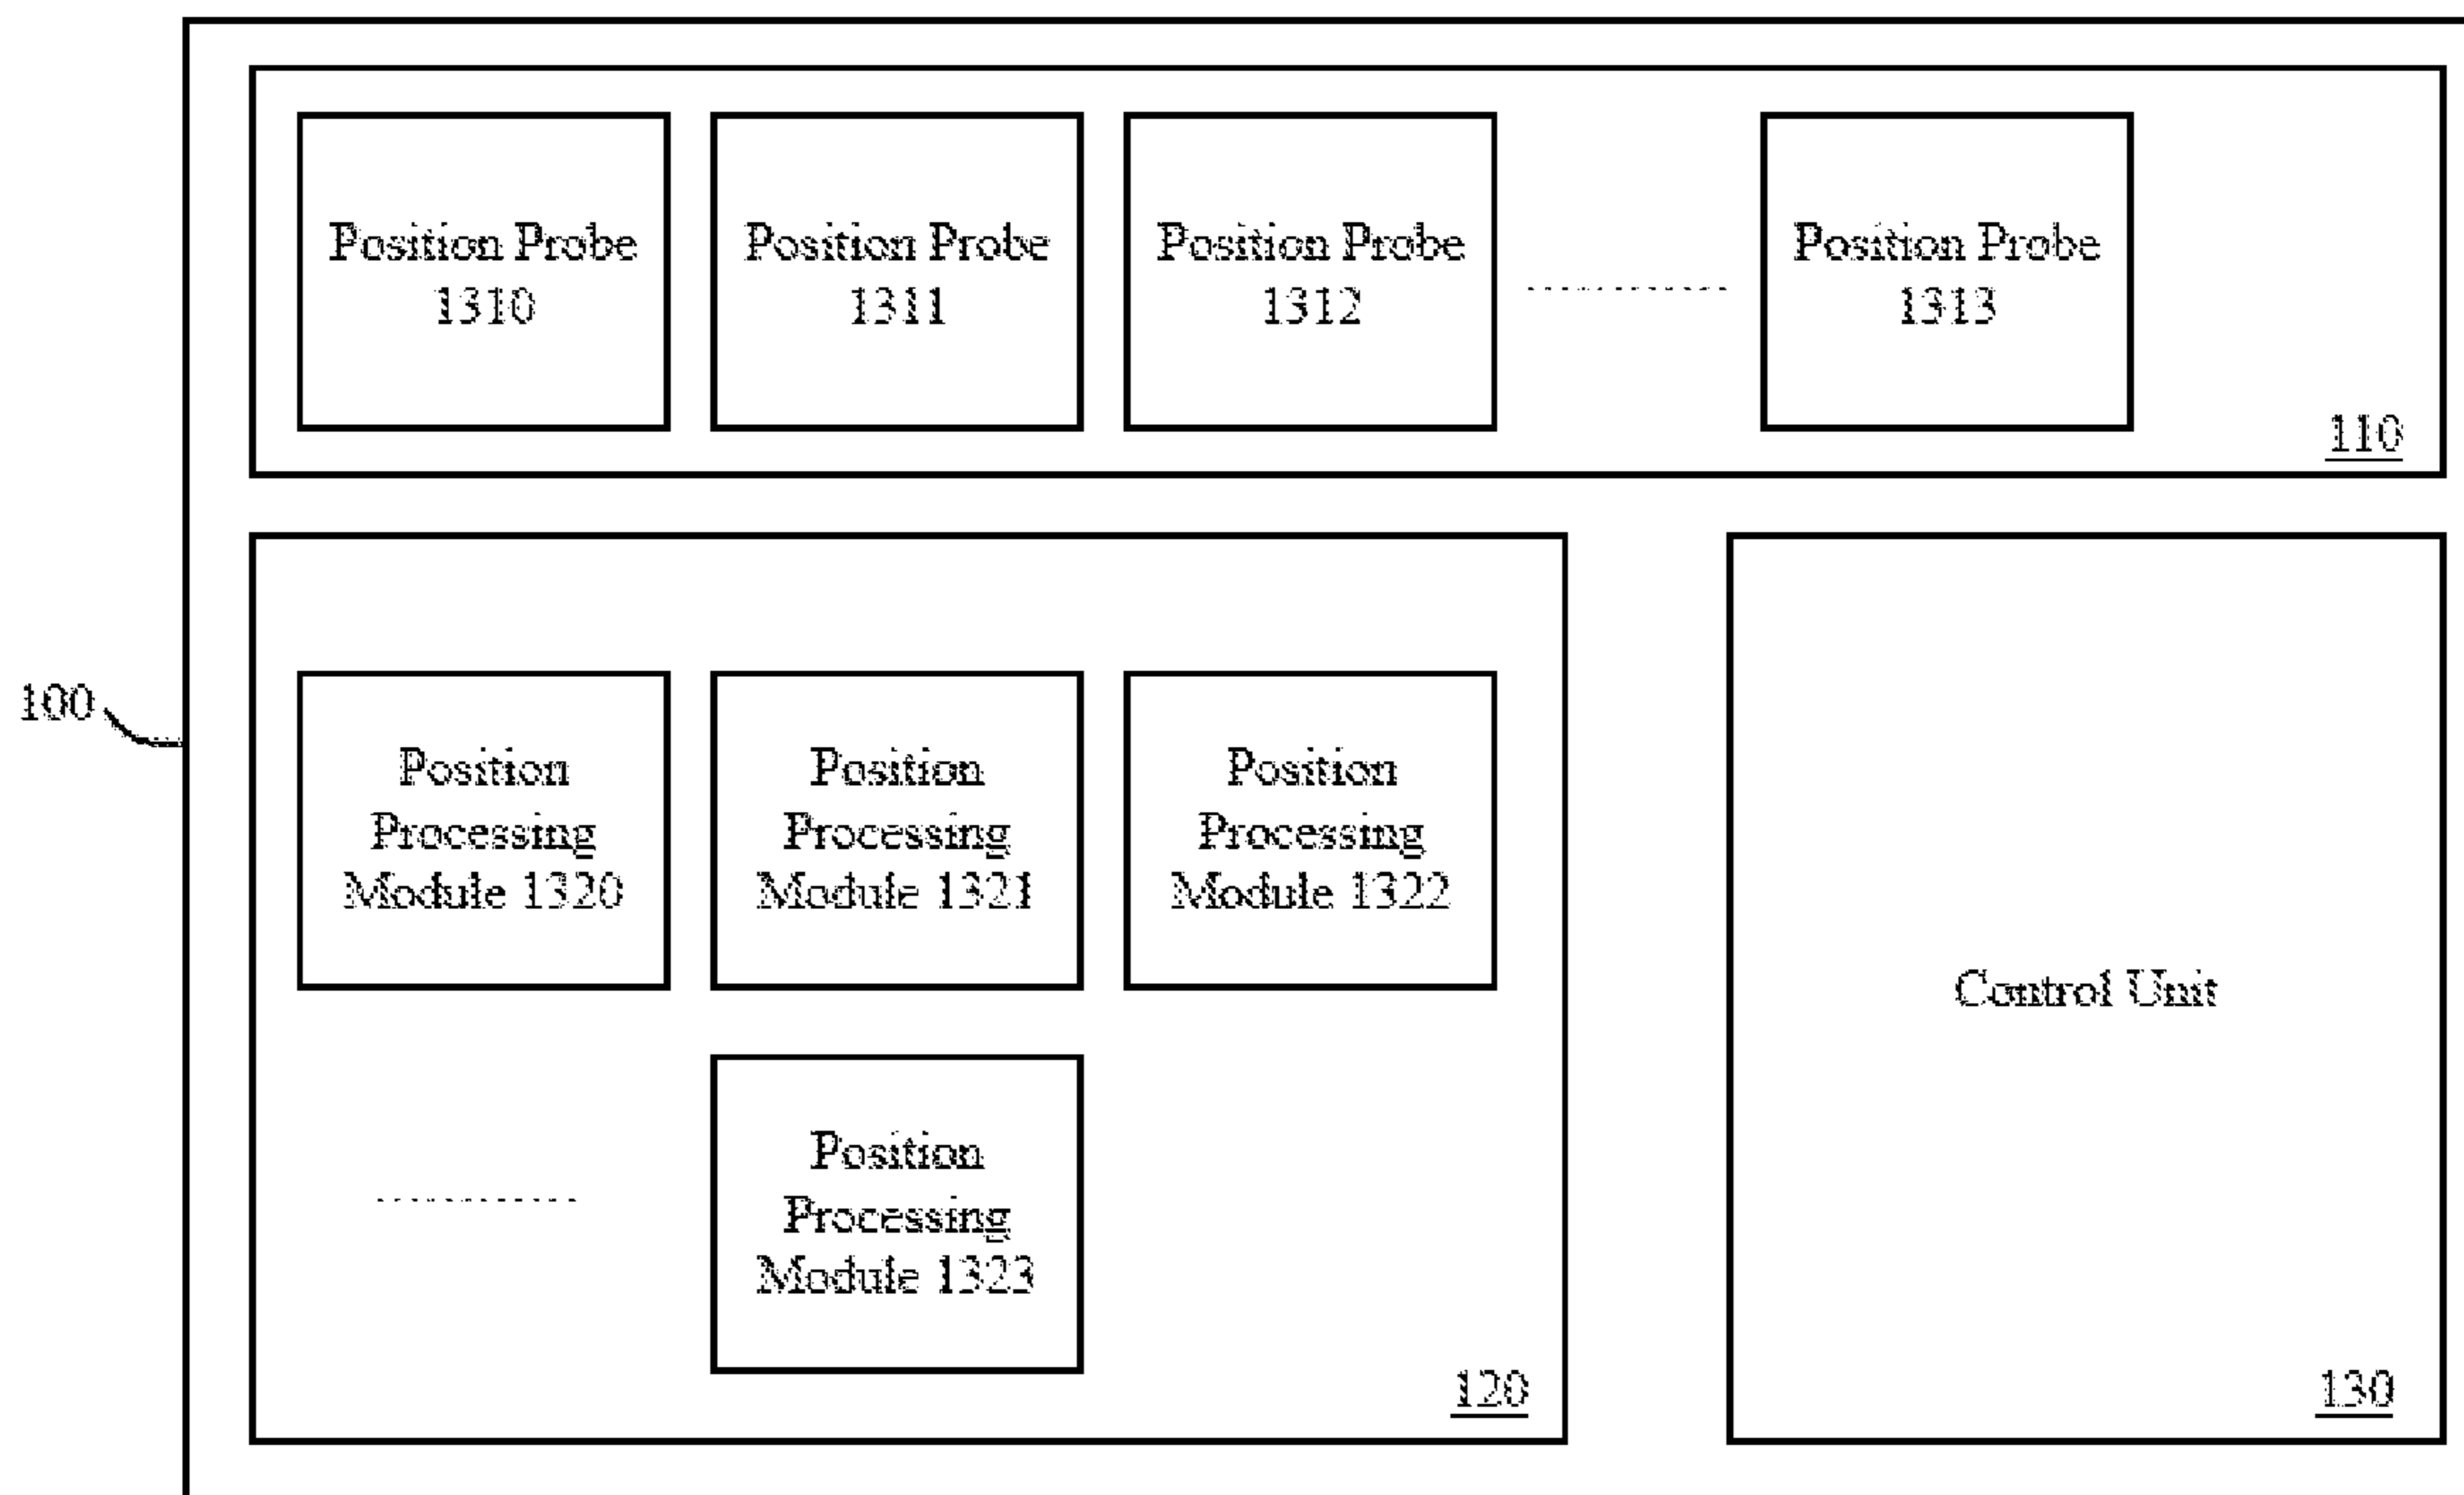 Position Probe
1310
Position Probe
1311
Position Probe
1312
Position Probe
1313
110
100
Position
Processing
Module 1320
Position
Processing
Module 1321
Position
Processing
Module 1322
Position
Processing
Module 1323
120
Control Unit
130